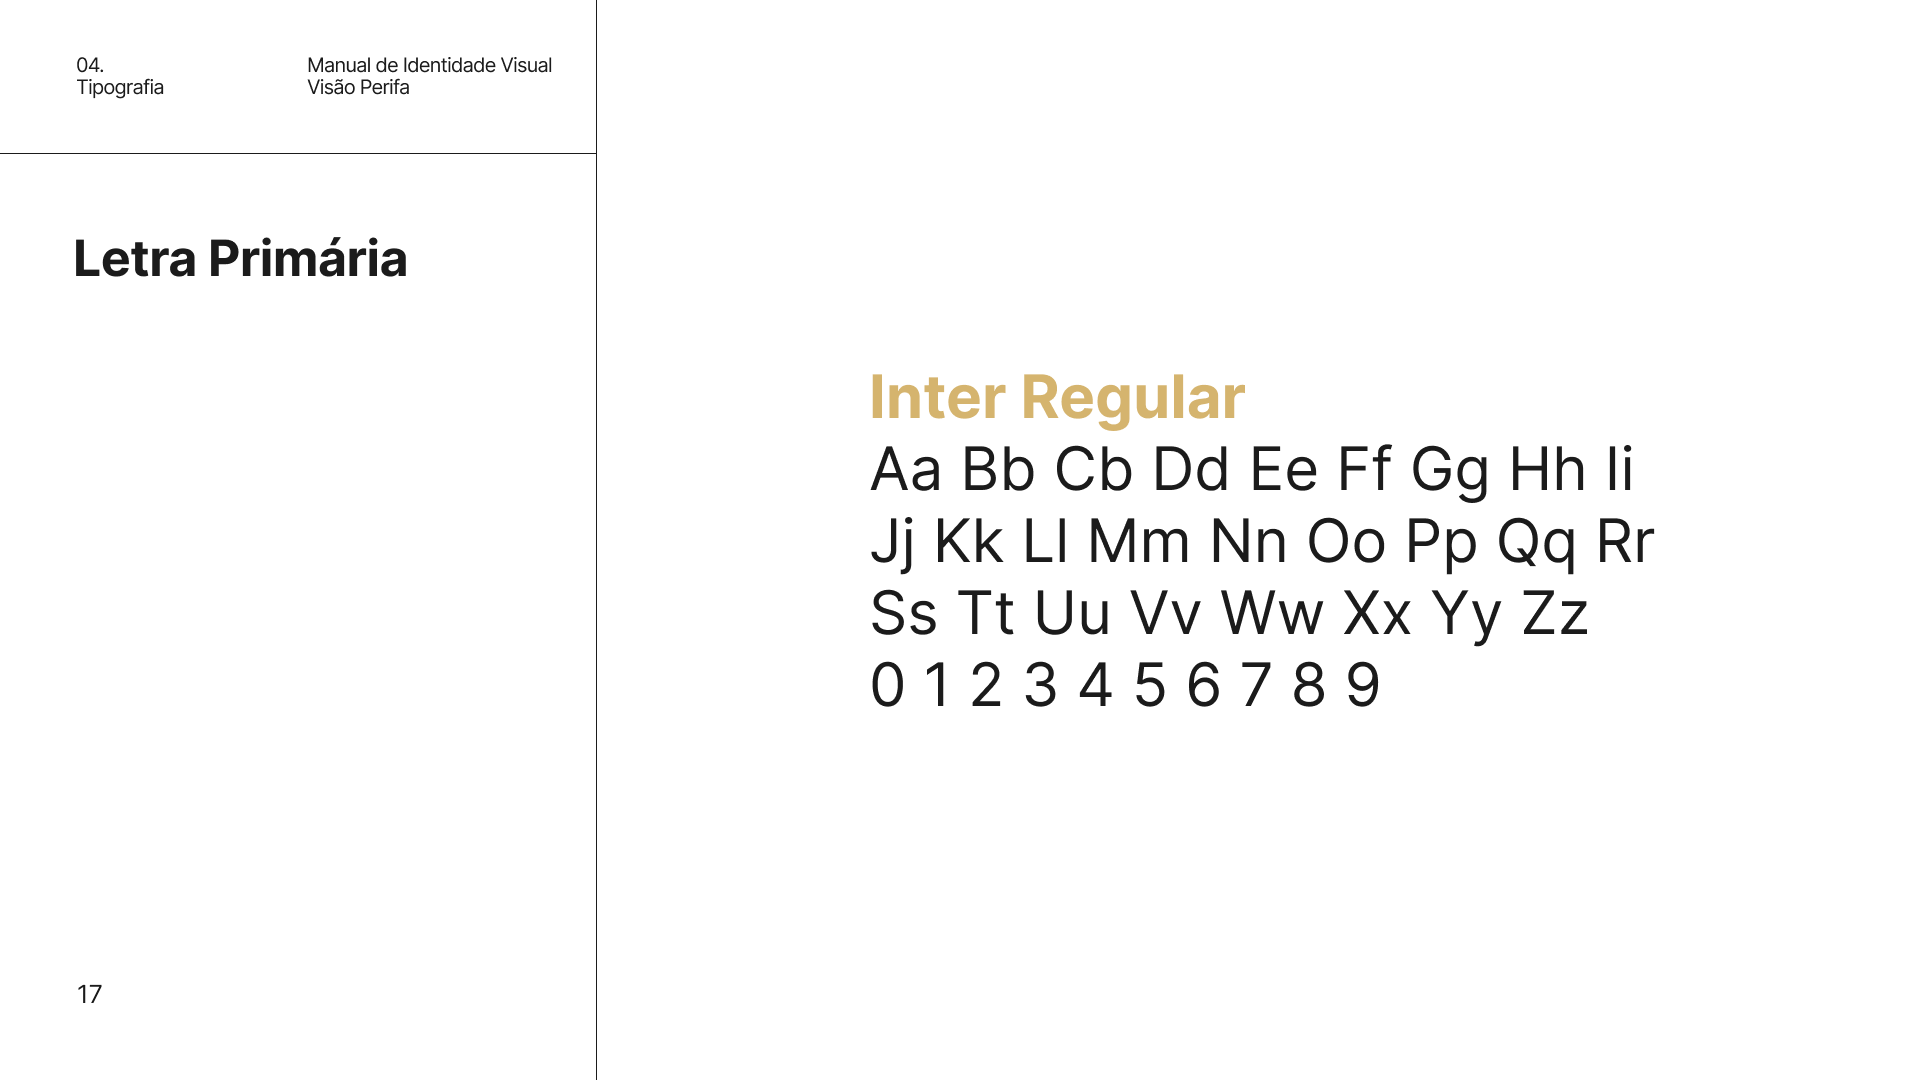 04.
Tipografia
Manual de Identidade Visual
Visão Perifa
Letra Primária
Inter Regular
Aa Bb Cb Dd Ee Ff Gg Hh Ii
Jj Kk Ll Mm Nn Oo Pp Qq Rr
Ss Tt Uu Vv Ww Xx Yy Zz
0 1 2 3 4 5 6 7 8 9
17